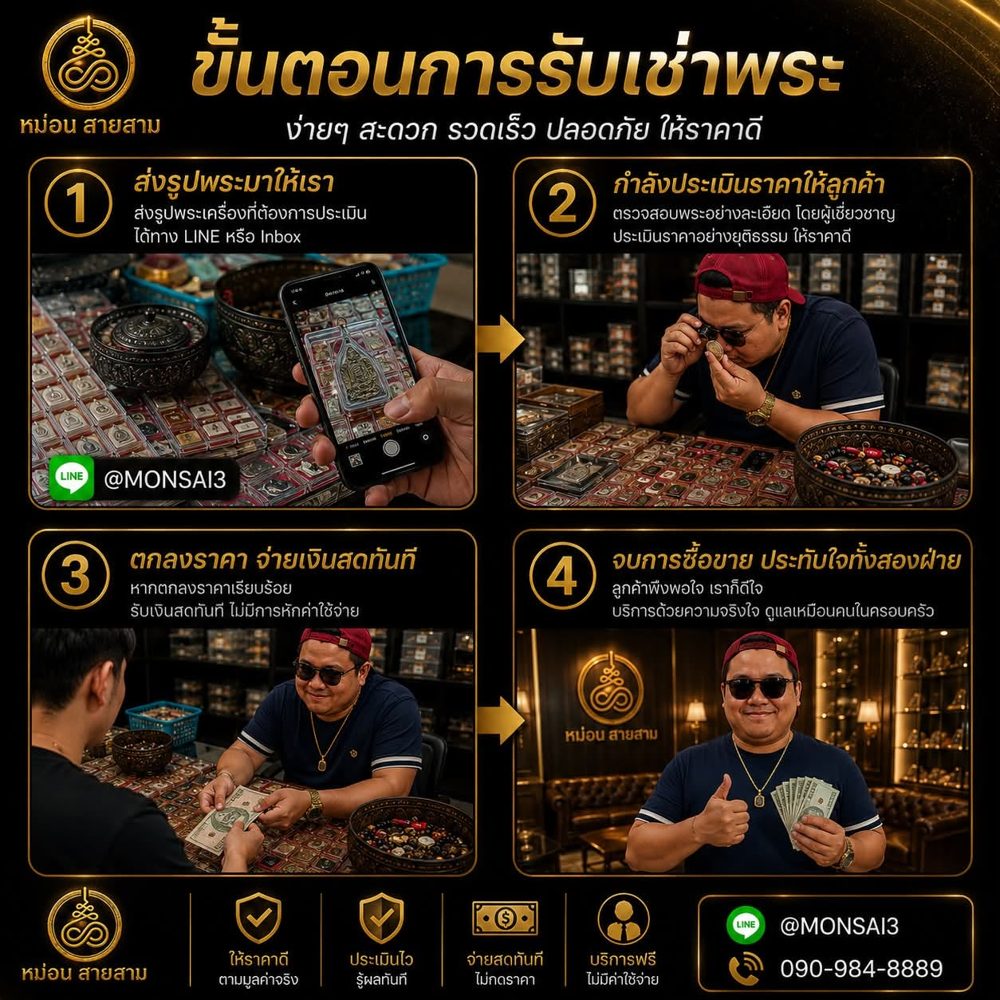 หม่อน สายสาม
ขั้นตอนการรับเช่าพระ
ง่ายๆ สะดวก รวดเร็ว ปลอดภัย ให้ราคาดี
1
ส่งรูปพระมาให้เรา
ส่งรูปพระเครื่องที่ต้องการประเมิน
ได้ทาง LINE หรือ Inbox
LINE @MONSAI3
2
กำลังประเมินราคาให้ลูกค้า
ตรวจสอบพระอย่างละเอียด โดยผู้เชี่ยวชาญ
ประเมินราคาอย่างยุติธรรม ให้ราคาดี
3
ตกลงราคา จ่ายเงินสดทันที
หากตกลงราคาเรียบร้อย
รับเงินสดทันที ไม่มีการหักค่าใช้จ่าย
4
จบการซื้อขาย ประทับใจทั้งสองฝ่าย
ลูกค้าพึงพอใจ เราก็ดีใจ
บริการด้วยความจริงใจ ดูแลเหมือนคนในครอบครัว
หม่อน สายสาม
หม่อน สายสาม
ให้ราคาดี
ตามมูลค่าจริง
ประเมินไว
รู้ผลทันที
จ่ายสดทันที
ไม่กดราคา
บริการฟรี
ไม่มีค่าใช้จ่าย
LINE @MONSAI3
090-984-8889